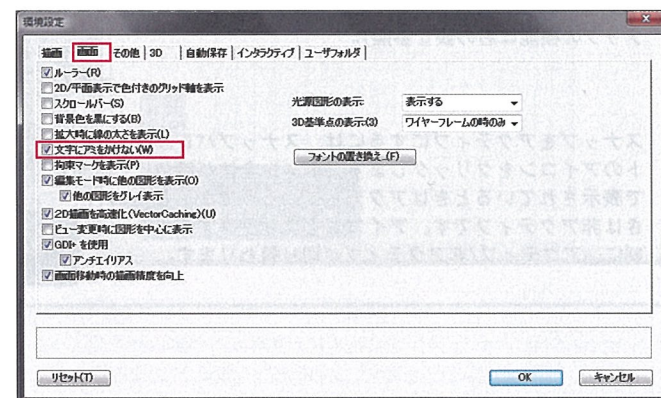 環境設定
描画 画面 その他 3D 自動保存 インタラクティブ ユーザフォルダ
ルーラー(R)
2D/平面表示で色付きのグリッド軸を表示
スクロールバー(S)
背景色を黒にする(B)
拡大時に線の太さを表示(L)
文字にアミをかけない(W)
拘束マークを表示(P)
編集モード時に他の図形を表示(O)
他の図形をグレイ表示
2D描画を高速化(VectorCaching)(U)
ビュー変更時に図形を中心に表示
GDI+ を使用
アンチエイリアス
画面移動時の描画精度を向上
光源図形の表示: 表示する
3D基準点の表示:(3) ワイヤーフレームの時のみ
フォントの置き換え...(F)
リセット(T) OK キャンセル